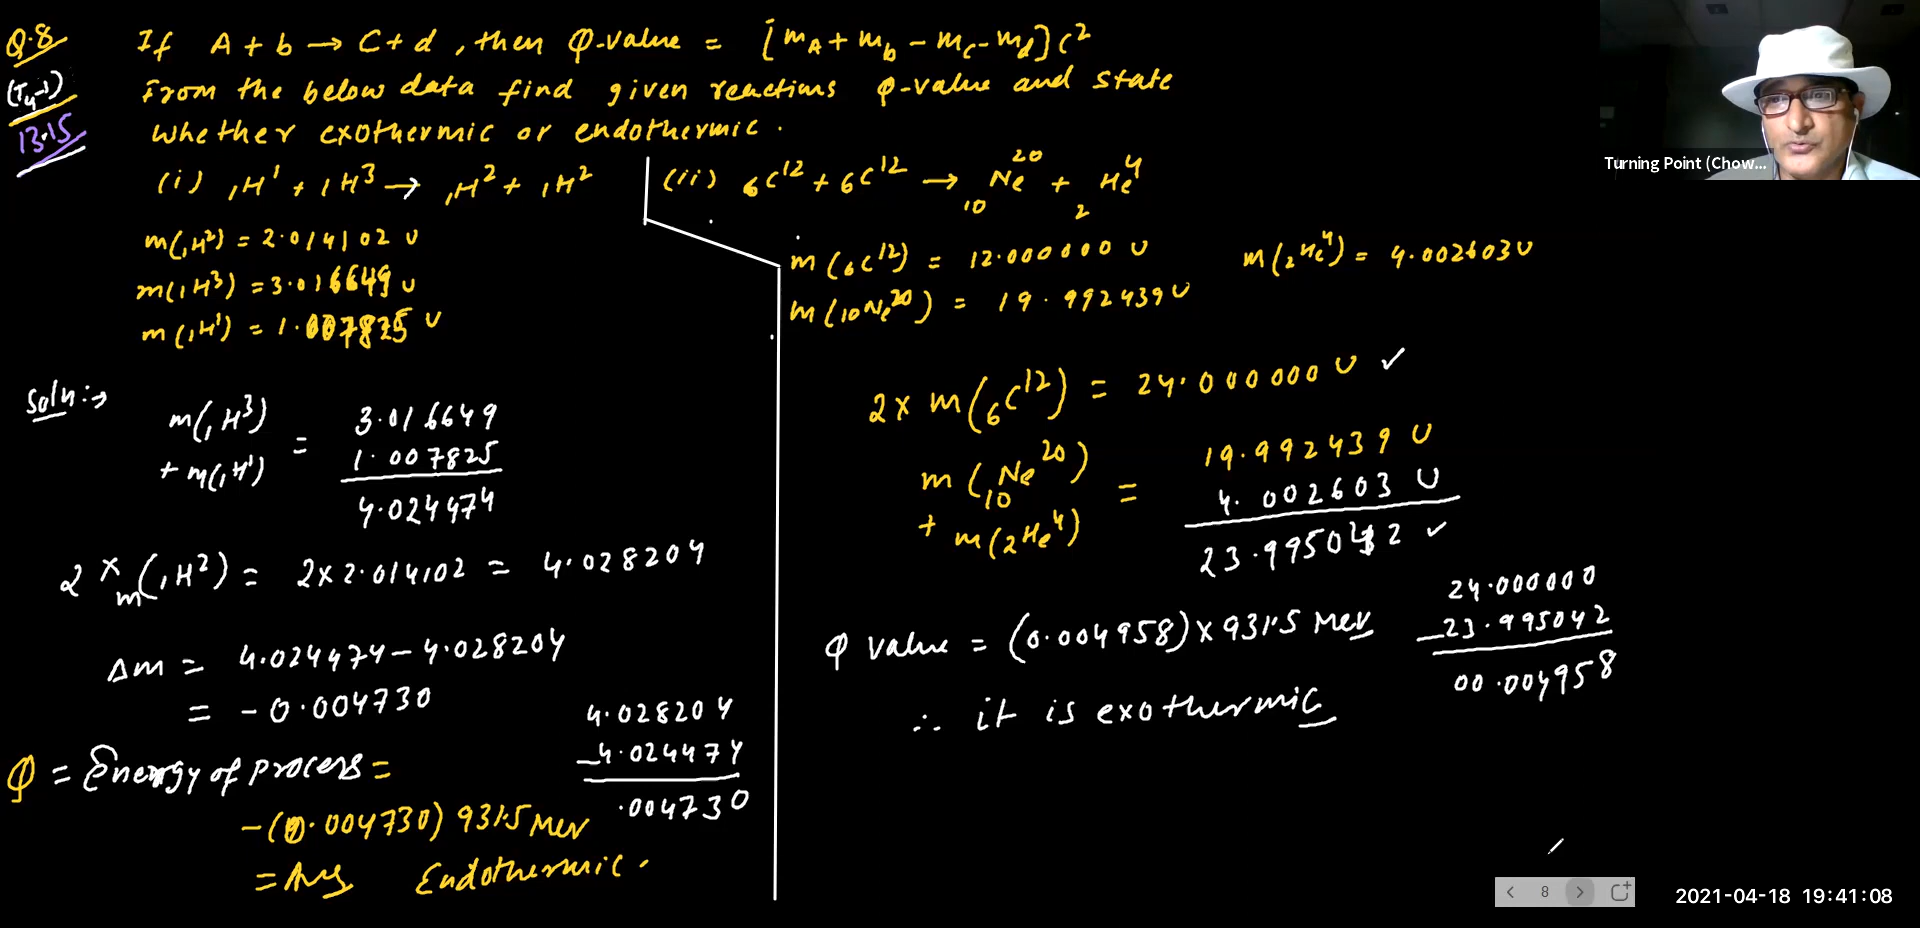 Q.8 If A + b → C + d , then Q-value = [mA + mb - mc - md] c²
(T4-1) From the below data find given reactions Q-value and state
13.15 whether exothermic or endothermic .
(i) ₁H¹ + ₁H³ → ₁H² + ₁H²
m(₁H²) = 2.014102 U
m(₁H³) = 3.016649 U
m(₁H¹) = 1.007825 U
Soln:→
m(₁H³) + m(₁H¹) =
3.016649
1.007825
4.024474
2 × m(₁H²) = 2×2.014102 = 4.028204
Δm = 4.024474 - 4.028204
= -0.004730
4.028204
-4.024474
.004730
Q = Energy of process =
-(0.004730) 931.5 Mev
= Ans Endothermic.
(ii) ₆C¹² + ₆C¹² → ₁₀Ne²⁰ + ₂He⁴
m(₆C¹²) = 12.000000 U m(₂He⁴) = 4.002603 U
m(₁₀Ne²⁰) = 19.992439 U
2× m(₆C¹²) = 24.000000 U ✓
m(₁₀Ne²⁰) + m(₂He⁴) =
19.992439 U
4.002603 U
23.995042 ✓
24.000000
-23.995042
00.004958
Q value = (0.004958)×931.5 Mev
∴ it is exothermic
Turning Point (Chow...
8
2021-04-18 19:41:08